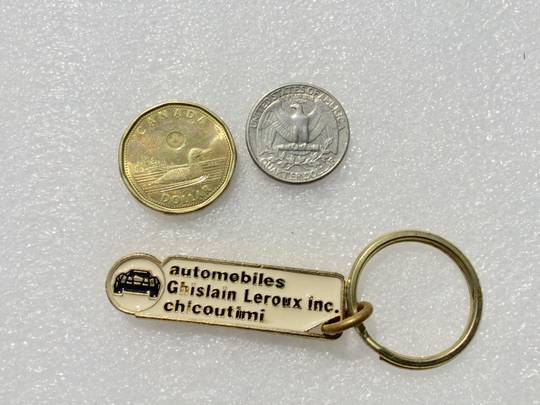 CANADA
DOLLAR
UNITED STATES OF AMERICA
QUARTER DOLLAR
automobiles
Ghislain Leroux inc.
chicoutimi